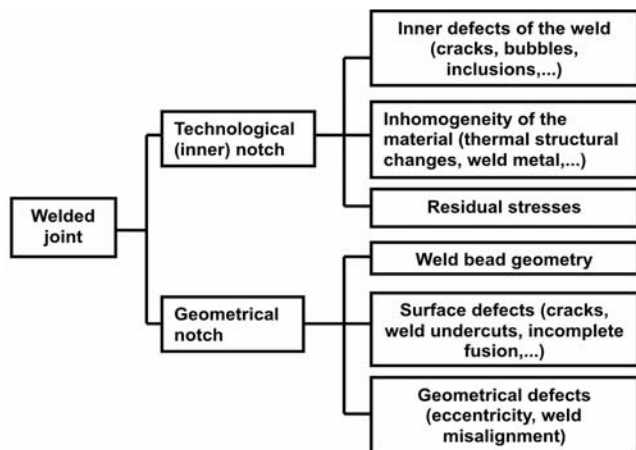 Inner defects of the weld
(cracks, bubbles,
inclusions,...)
Technological
(inner) notch
Inhomogeneity of the
material (thermal structural
changes, weld metal,...)
Residual stresses
Welded
joint
Weld bead geometry
Geometrical
notch
Surface defects (cracks,
weld undercuts, incomplete
fusion,...)
Geometrical defects
(eccentricity, weld
misalignment)